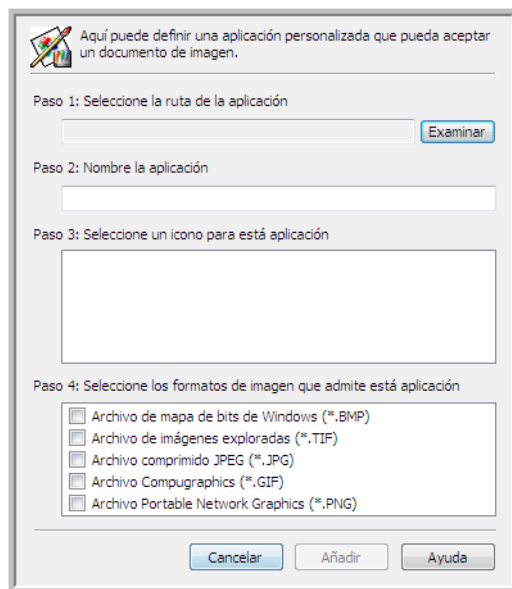 Aquí puede definir una aplicación personalizada que pueda aceptar
un documento de imagen.
Paso 1: Seleccione la ruta de la aplicación
Examinar
Paso 2: Nombre la aplicación
Paso 3: Seleccione un icono para está aplicación
Paso 4: Seleccione los formatos de imagen que admite está aplicación
Archivo de mapa de bits de Windows (*.BMP)
Archivo de imágenes exploradas (*.TIF)
Archivo comprimido JPEG (*.JPG)
Archivo Compugraphics (*.GIF)
Archivo Portable Network Graphics (*.PNG)
Cancelar Añadir Ayuda